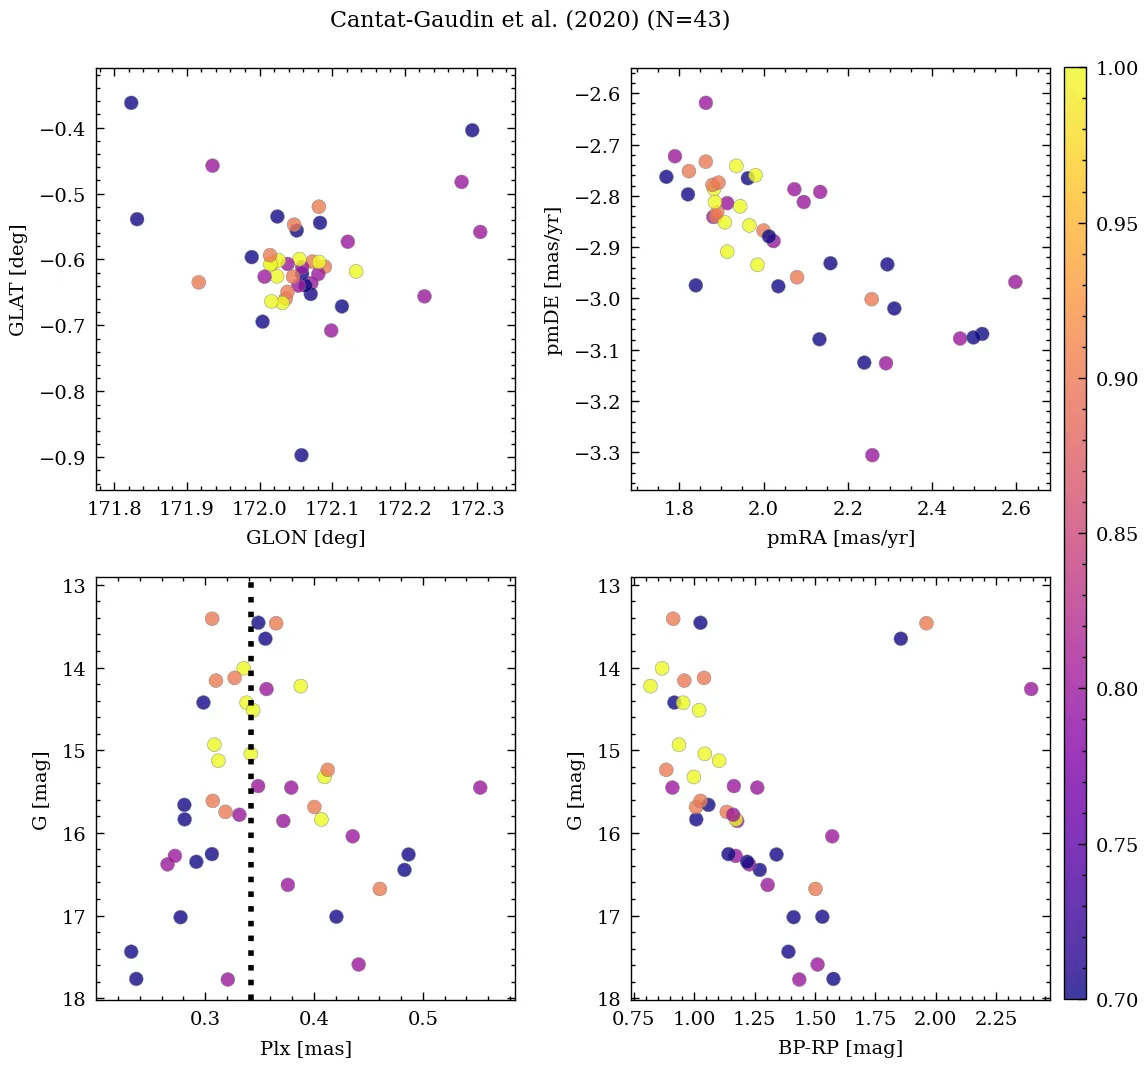 Cantat-Gaudin et al. (2020) (N=43)
−0.4
−0.5
−0.6
−0.7
−0.8
−0.9
GLAT [deg]
171.8 171.9 172.0 172.1 172.2 172.3
GLON [deg]
−2.6
−2.7
−2.8
−2.9
−3.0
−3.1
−3.2
−3.3
pmDE [mas/yr]
1.8 2.0 2.2 2.4 2.6
pmRA [mas/yr]
13
14
15
16
17
18
G [mag]
0.3 0.4 0.5
Plx [mas]
13
14
15
16
17
18
G [mag]
0.75 1.00 1.25 1.50 1.75 2.00 2.25
BP-RP [mag]
1.00
0.95
0.90
0.85
0.80
0.75
0.70